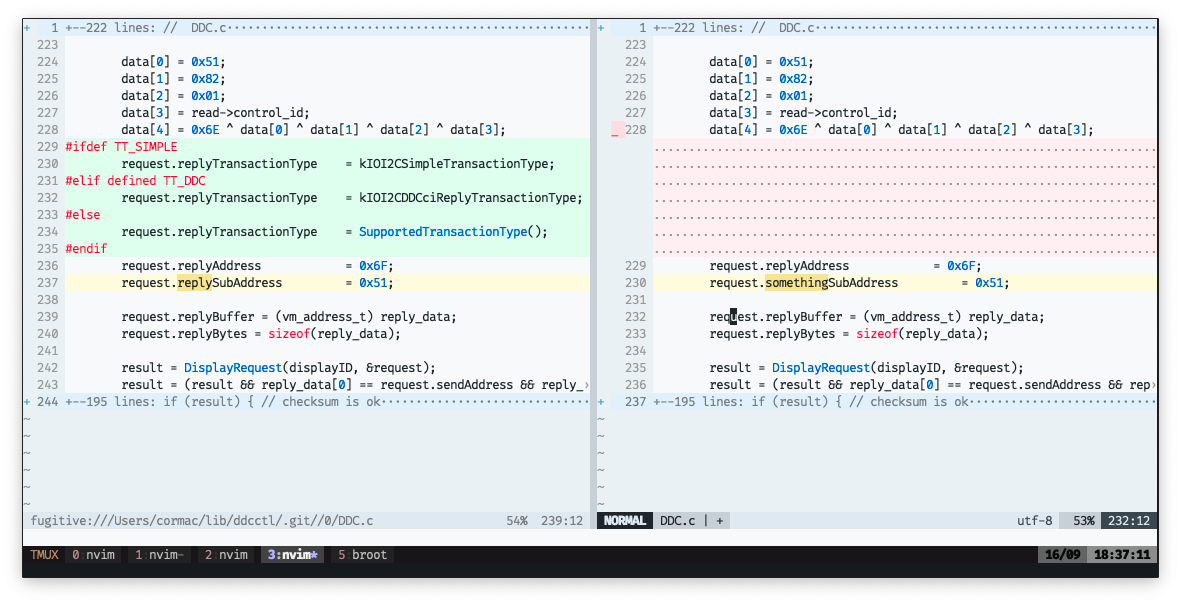 + 1 +--222 lines: // DDC.c
223
224 data[0] = 0x51;
225 data[1] = 0x82;
226 data[2] = 0x01;
227 data[3] = read->control_id;
228 data[4] = 0x6E ^ data[0] ^ data[1] ^ data[2] ^ data[3];
229 #ifdef TT_SIMPLE
230 request.replyTransactionType = kIOI2CSimpleTransactionType;
231 #elif defined TT_DDC
232 request.replyTransactionType = kIOI2CDDCciReplyTransactionType;
233 #else
234 request.replyTransactionType = SupportedTransactionType();
235 #endif
236 request.replyAddress = 0x6F;
237 request.replySubAddress = 0x51;
238
239 request.replyBuffer = (vm_address_t) reply_data;
240 request.replyBytes = sizeof(reply_data);
241
242 result = DisplayRequest(displayID, &request);
243 result = (result && reply_data[0] == request.sendAddress && reply_›
+ 244 +--195 lines: if (result) { // checksum is ok
~
~
~
~
~
~
fugitive:///Users/cormac/lib/ddcctl/.git//0/DDC.c 54% 239:12
+ 1 +--222 lines: // DDC.c
223
224 data[0] = 0x51;
225 data[1] = 0x82;
226 data[2] = 0x01;
227 data[3] = read->control_id;
_ 228 data[4] = 0x6E ^ data[0] ^ data[1] ^ data[2] ^ data[3];
229 request.replyAddress = 0x6F;
230 request.somethingSubAddress = 0x51;
231
232 request.replyBuffer = (vm_address_t) reply_data;
233 request.replyBytes = sizeof(reply_data);
234
235 result = DisplayRequest(displayID, &request);
236 result = (result && reply_data[0] == request.sendAddress && rep›
+ 237 +--195 lines: if (result) { // checksum is ok
~
~
~
~
~
~
NORMAL DDC.c | + utf-8 53% 232:12
TMUX 0 nvim 1 nvim- 2 nvim 3:nvim* 5 broot 16/09 18:37:11